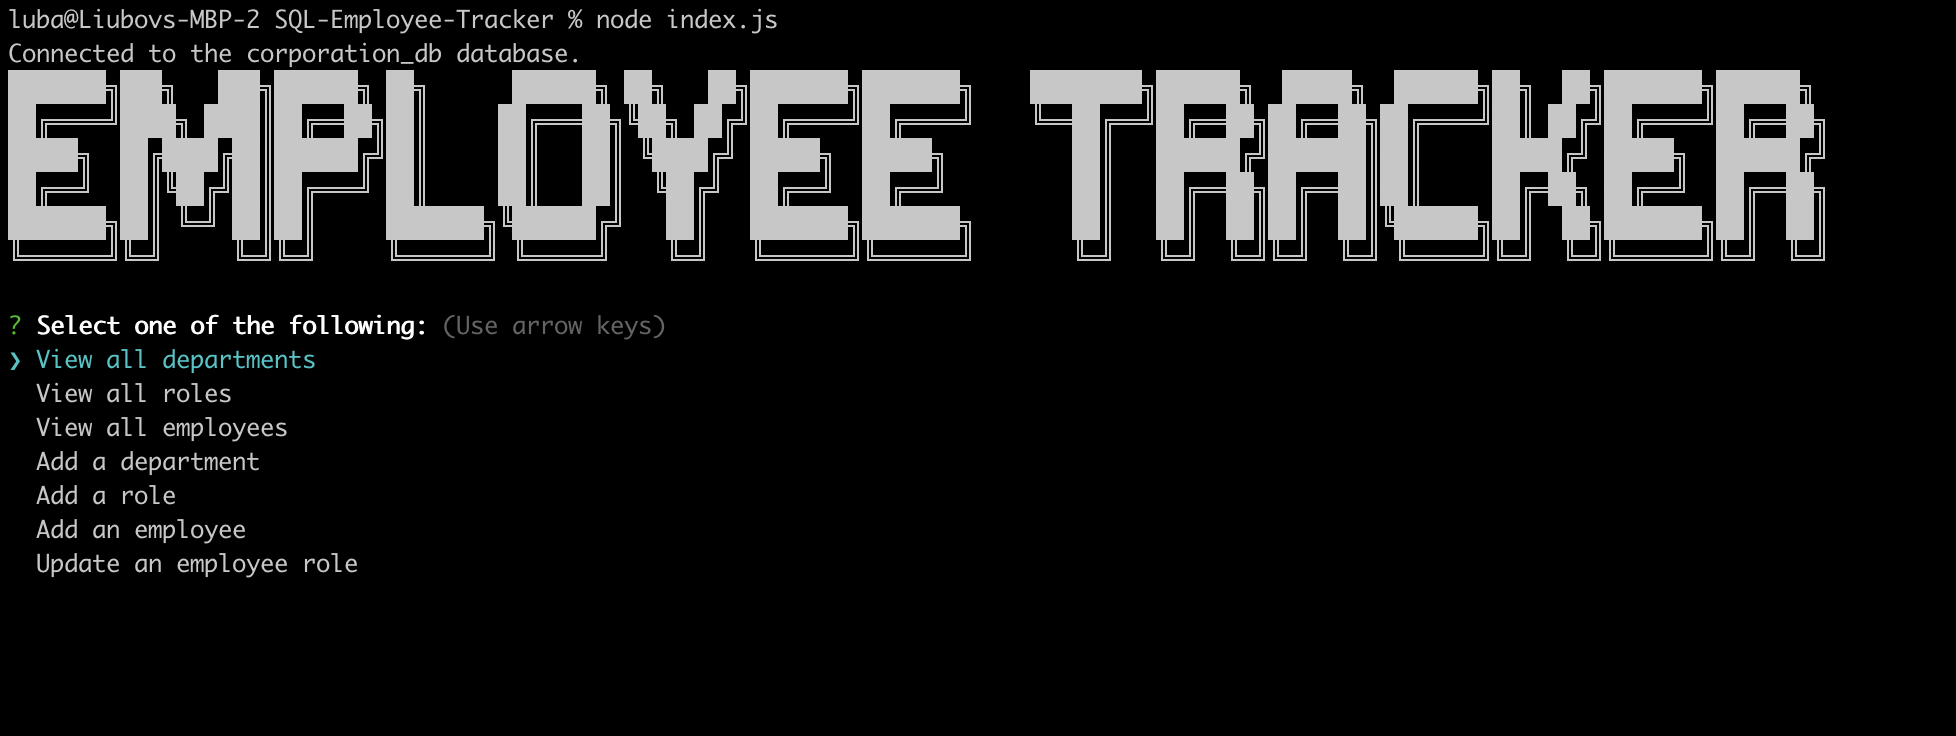 luba@Liubovs-MBP-2 SQL-Employee-Tracker % node index.js
Connected to the corporation_db database.
EMPLOYEE TRACKER
? Select one of the following: (Use arrow keys)
❯ View all departments
View all roles
View all employees
Add a department
Add a role
Add an employee
Update an employee role